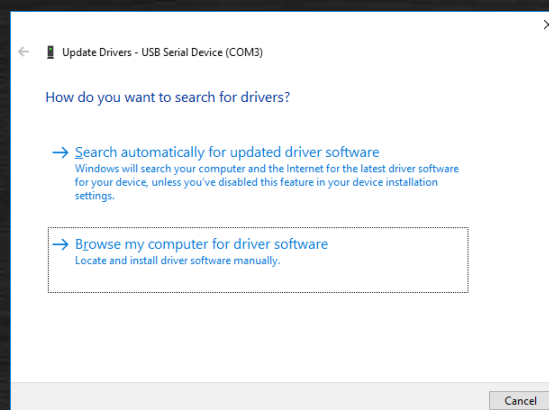 Update Drivers - USB Serial Device (COM3)
How do you want to search for drivers?
Search automatically for updated driver software
Windows will search your computer and the Internet for the latest driver software
for your device, unless you've disabled this feature in your device installation
settings.
Browse my computer for driver software
Locate and install driver software manually.
Cancel